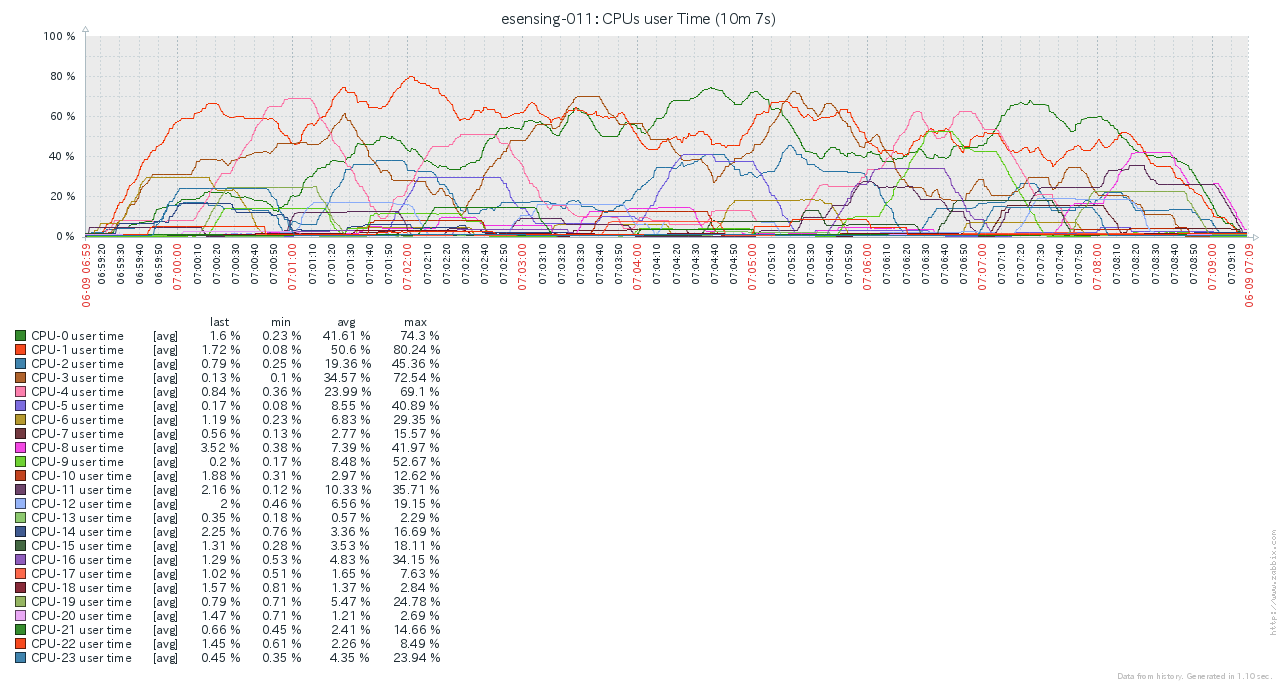 esensing-011: CPUs user Time (10m 7s)
100 %
80 %
60 %
40 %
20 %
0 %
06:59:20
06:59:30
06:59:40
06:59:50
07:00:00
07:00:10
07:00:20
07:00:30
07:00:40
07:00:50
07:01:00
07:01:10
07:01:20
07:01:30
07:01:40
07:01:50
07:02:00
07:02:10
07:02:20
07:02:30
07:02:40
07:02:50
07:03:00
07:03:10
07:03:20
07:03:30
07:03:40
07:03:50
07:04:00
07:04:10
07:04:20
07:04:30
07:04:40
07:04:50
07:05:00
07:05:10
07:05:20
07:05:30
07:05:40
07:05:50
07:06:00
07:06:10
07:06:20
07:06:30
07:06:40
07:06:50
07:07:00
07:07:10
07:07:20
07:07:30
07:07:40
07:07:50
07:08:00
07:08:10
07:08:20
07:08:30
07:08:40
07:08:50
07:09:00
07:09:10
last min avg max
CPU-0 user time [avg] 1.6 % 0.23 % 41.61 % 74.3 %
CPU-1 user time [avg] 1.72 % 0.08 % 50.6 % 80.24 %
CPU-2 user time [avg] 0.79 % 0.25 % 19.36 % 45.36 %
CPU-3 user time [avg] 0.13 % 0.1 % 34.57 % 72.54 %
CPU-4 user time [avg] 0.84 % 0.36 % 23.99 % 69.1 %
CPU-5 user time [avg] 0.17 % 0.08 % 8.55 % 40.89 %
CPU-6 user time [avg] 1.19 % 0.23 % 6.83 % 29.35 %
CPU-7 user time [avg] 0.56 % 0.13 % 2.77 % 15.57 %
CPU-8 user time [avg] 3.52 % 0.38 % 7.39 % 41.97 %
CPU-9 user time [avg] 0.2 % 0.17 % 8.48 % 52.67 %
CPU-10 user time [avg] 1.88 % 0.31 % 2.97 % 12.62 %
CPU-11 user time [avg] 2.16 % 0.12 % 10.33 % 35.71 %
CPU-12 user time [avg] 2 % 0.46 % 6.56 % 19.15 %
CPU-13 user time [avg] 0.35 % 0.18 % 0.57 % 2.29 %
CPU-14 user time [avg] 2.25 % 0.76 % 3.36 % 16.69 %
CPU-15 user time [avg] 1.31 % 0.28 % 3.53 % 18.11 %
CPU-16 user time [avg] 1.29 % 0.53 % 4.83 % 34.15 %
CPU-17 user time [avg] 1.02 % 0.51 % 1.65 % 7.63 %
CPU-18 user time [avg] 1.57 % 0.81 % 1.37 % 2.84 %
CPU-19 user time [avg] 0.79 % 0.71 % 5.47 % 24.78 %
CPU-20 user time [avg] 1.47 % 0.71 % 1.21 % 2.69 %
CPU-21 user time [avg] 0.66 % 0.45 % 2.41 % 14.66 %
CPU-22 user time [avg] 1.45 % 0.61 % 2.26 % 8.49 %
CPU-23 user time [avg] 0.45 % 0.35 % 4.35 % 23.94 %
http://www.zabbix.com
Data from history. Generated in 1.10 sec.